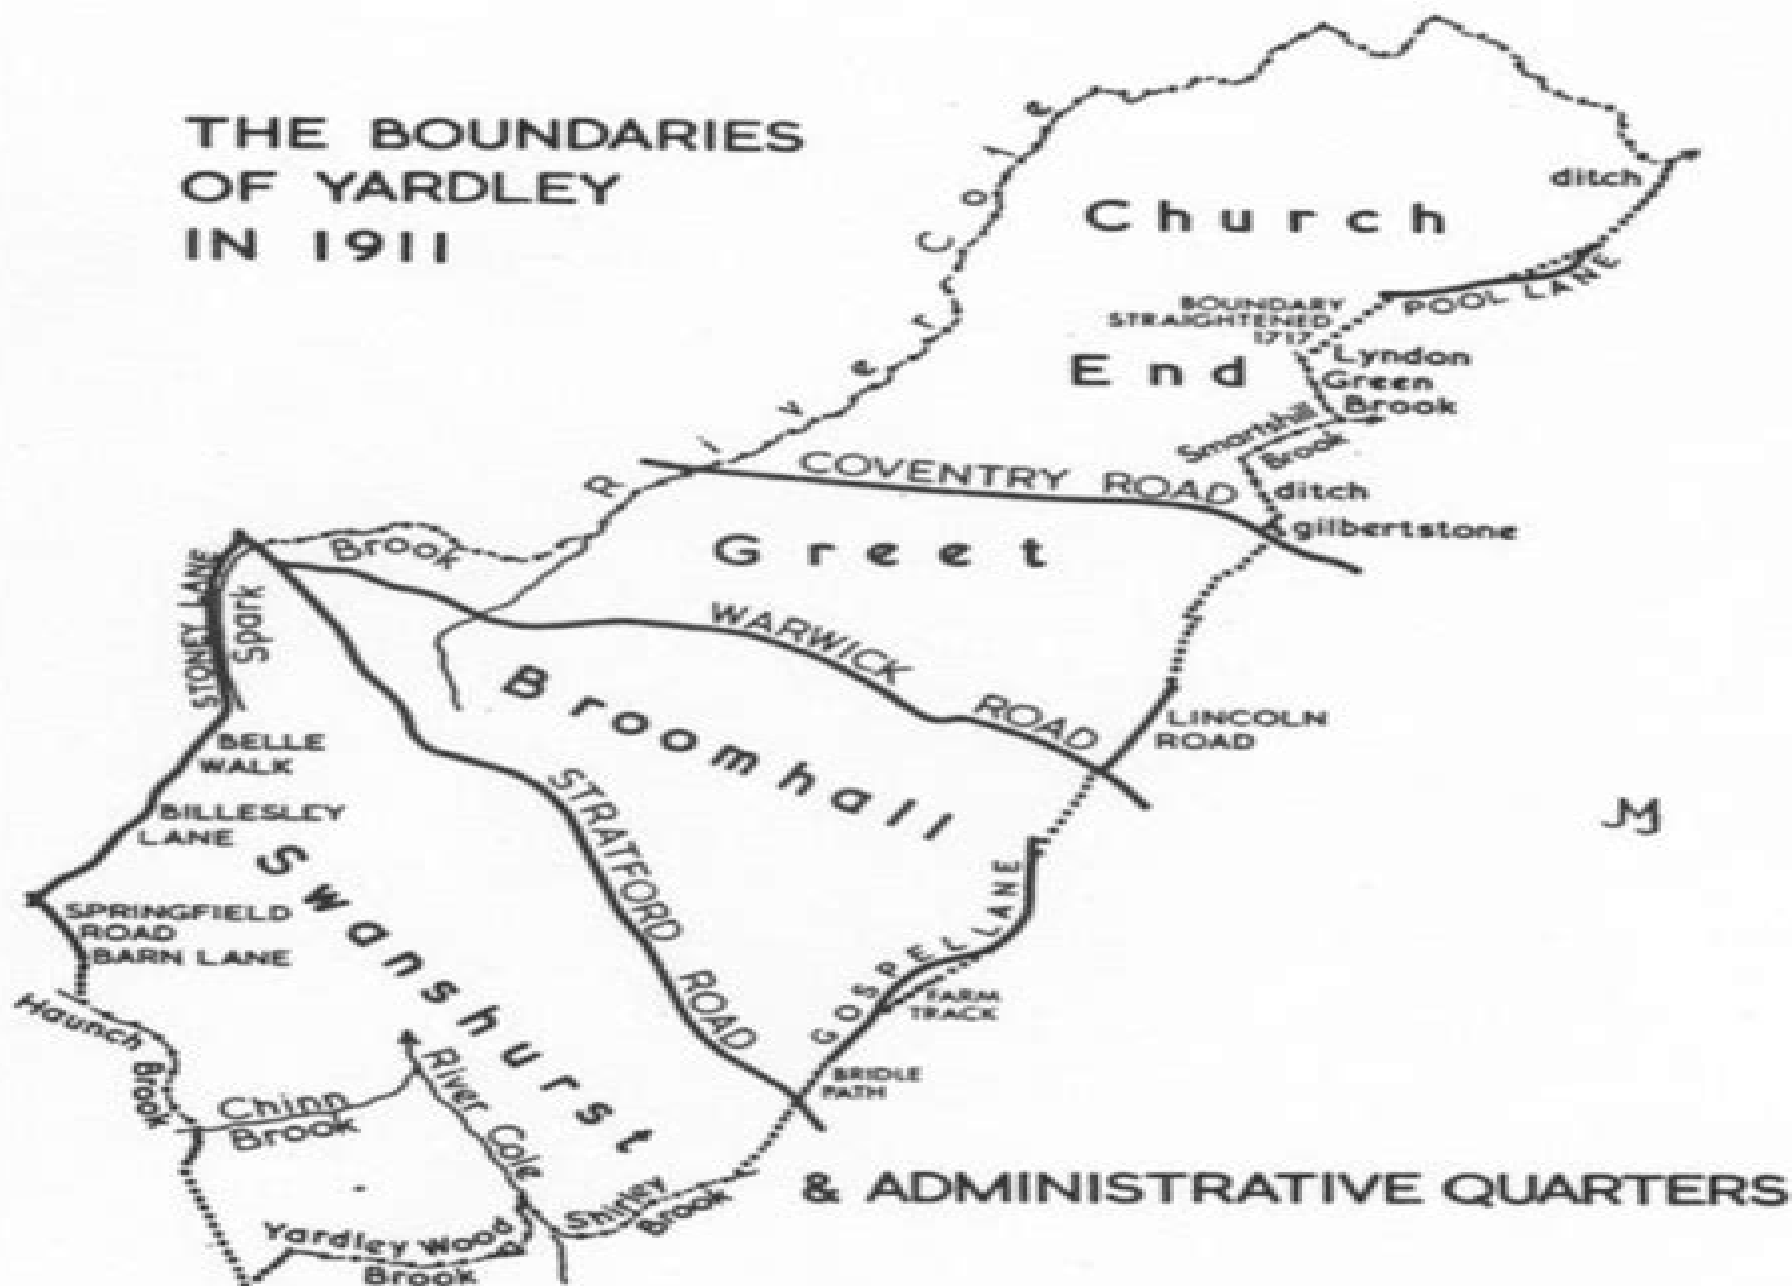 THE BOUNDARIES
OF YARDLEY
IN 1911
River Cole
ditch
Church
End
POOL LANE
BOUNDARY
STRAIGHTENED
1717
Lyndon
Green
Brook
Smartshill
Brook
COVENTRY ROAD
ditch
gilbertstone
Greet
Brook
STONEY LANE
Spark
WARWICK ROAD
Broomhall
LINCOLN
ROAD
BELLE
WALK
BILLESLEY
LANE
STRATFORD ROAD
JMJ
Swanshurst
SPRINGFIELD
ROAD
BARN LANE
GOSPEL LANE
FARM
TRACK
Haunch Brook
River Cole
BRIDLE
PATH
Chinn
Brook
Shirley
Brook
& ADMINISTRATIVE QUARTERS
Yardley Wood
Brook